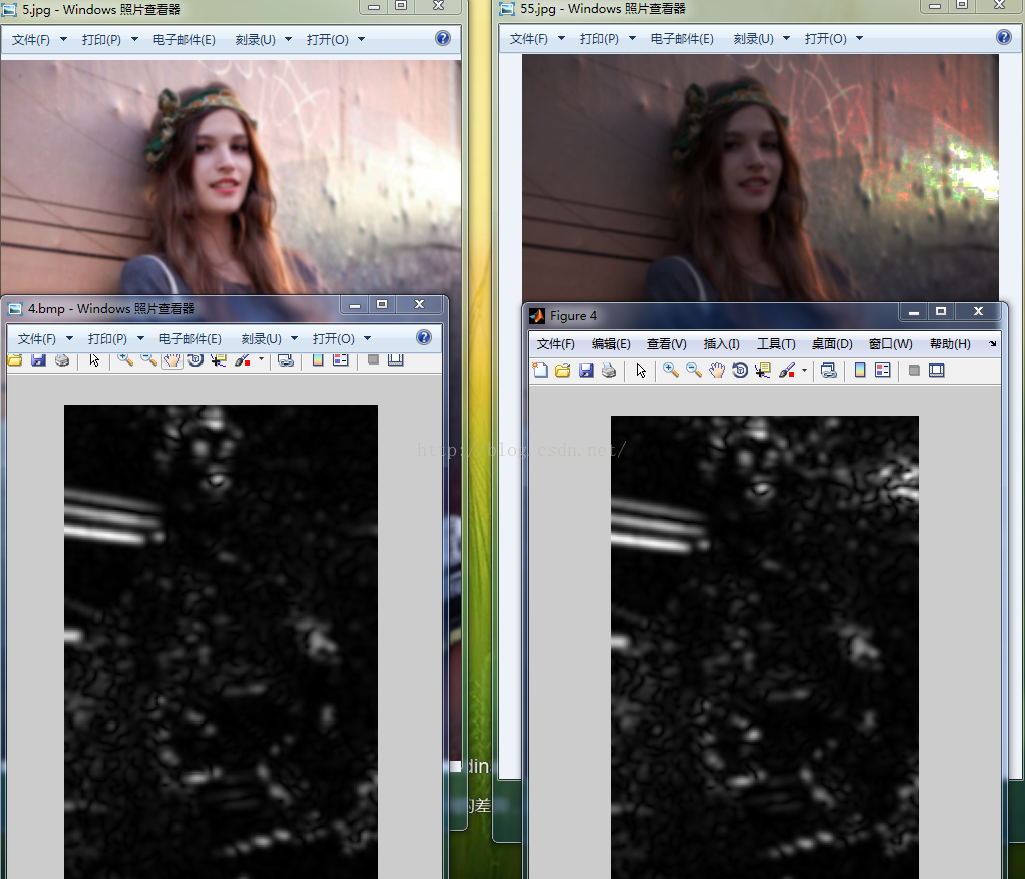 5.jpg - Windows 照片查看器
文件(F) 打印(P) 电子邮件(E) 刻录(U) 打开(O)
55.jpg - Windows 照片查看器
文件(F) 打印(P) 电子邮件(E) 刻录(U) 打开(O)
4.bmp - Windows 照片查看器
文件(F) 打印(P) 电子邮件(E) 刻录(U) 打开(O)
Figure 4
文件(F) 编辑(E) 查看(V) 插入(I) 工具(T) 桌面(D) 窗口(W) 帮助(H)
http://blog.csdn.net/
din
的差